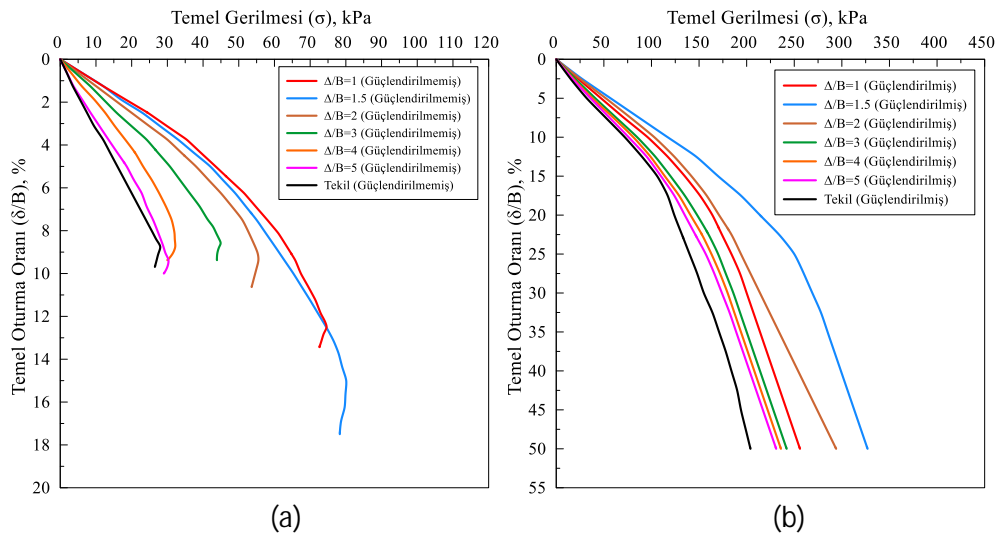 Temel Gerilmesi (σ), kPa
0 10 20 30 40 50 60 70 80 90 100 110 120
Temel Oturma Oranı (δ/B), %
0
2
4
6
8
10
12
14
16
18
20
Δ/B=1 (Güçlendirilmemiş)
Δ/B=1.5 (Güçlendirilmemiş)
Δ/B=2 (Güçlendirilmemiş)
Δ/B=3 (Güçlendirilmemiş)
Δ/B=4 (Güçlendirilmemiş)
Δ/B=5 (Güçlendirilmemiş)
Tekil (Güçlendirilmemiş)
(a)
Temel Gerilmesi (σ), kPa
0 50 100 150 200 250 300 350 400 450
Temel Oturma Oranı (δ/B), %
0
5
10
15
20
25
30
35
40
45
50
55
Δ/B=1 (Güçlendirilmiş)
Δ/B=1.5 (Güçlendirilmiş)
Δ/B=2 (Güçlendirilmiş)
Δ/B=3 (Güçlendirilmiş)
Δ/B=4 (Güçlendirilmiş)
Δ/B=5 (Güçlendirilmiş)
Tekil (Güçlendirilmiş)
(b)